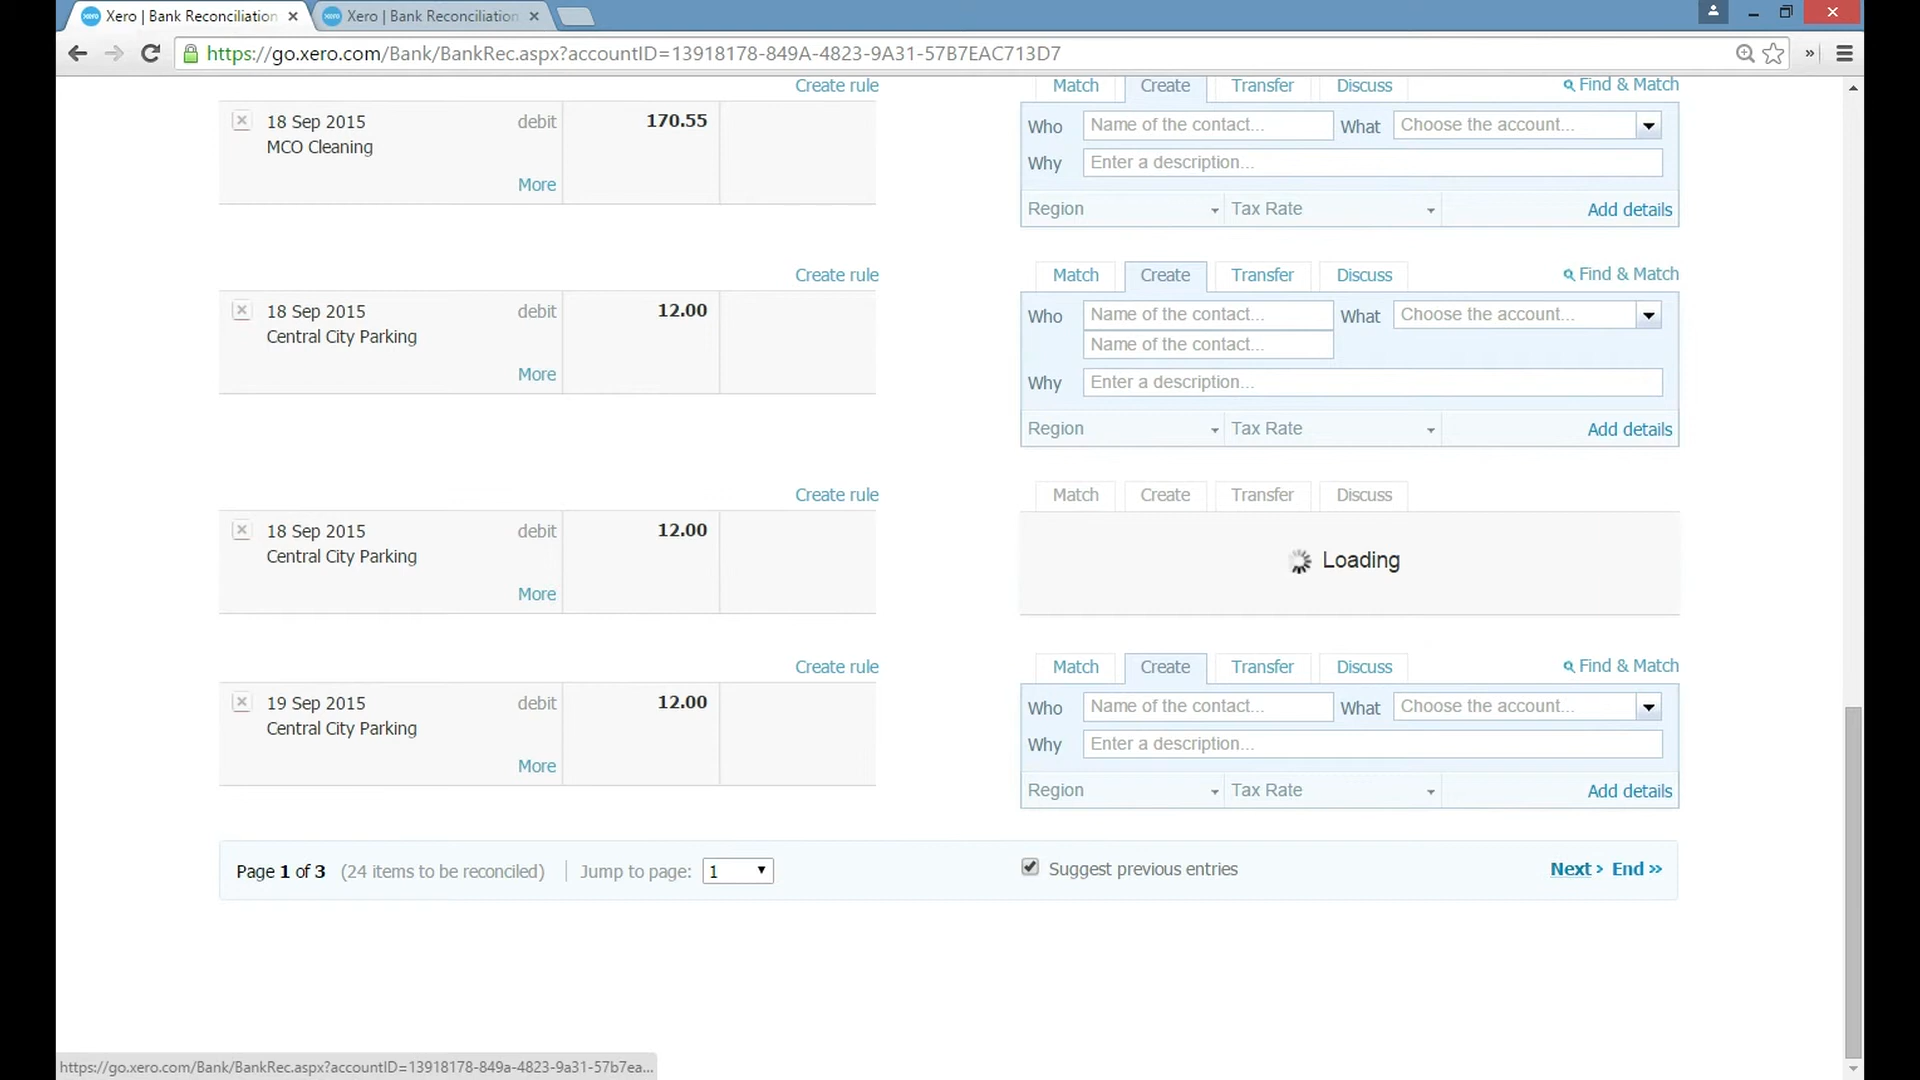 Xero | Bank Reconciliation
Xero | Bank Reconciliation
https://go.xero.com/Bank/BankRec.aspx?accountID=13918178-849A-4823-9A31-57B7EAC713D7
Create rule
Match Create Transfer Discuss Find & Match
18 Sep 2015 debit 170.55
MCO Cleaning
More
Who Name of the contact... What Choose the account...
Why Enter a description...
Region Tax Rate Add details
Create rule
Match Create Transfer Discuss Find & Match
18 Sep 2015 debit 12.00
Central City Parking
More
Who Name of the contact... What Choose the account...
Name of the contact...
Why Enter a description...
Region Tax Rate Add details
Create rule
Match Create Transfer Discuss
18 Sep 2015 debit 12.00
Central City Parking
More
Loading
Create rule
Match Create Transfer Discuss Find & Match
19 Sep 2015 debit 12.00
Central City Parking
More
Who Name of the contact... What Choose the account...
Why Enter a description...
Region Tax Rate Add details
Page 1 of 3 (24 items to be reconciled) Jump to page: 1 Suggest previous entries Next > End >>
https://go.xero.com/Bank/BankRec.aspx?accountID=13918178-849a-4823-9a31-57b7ea...